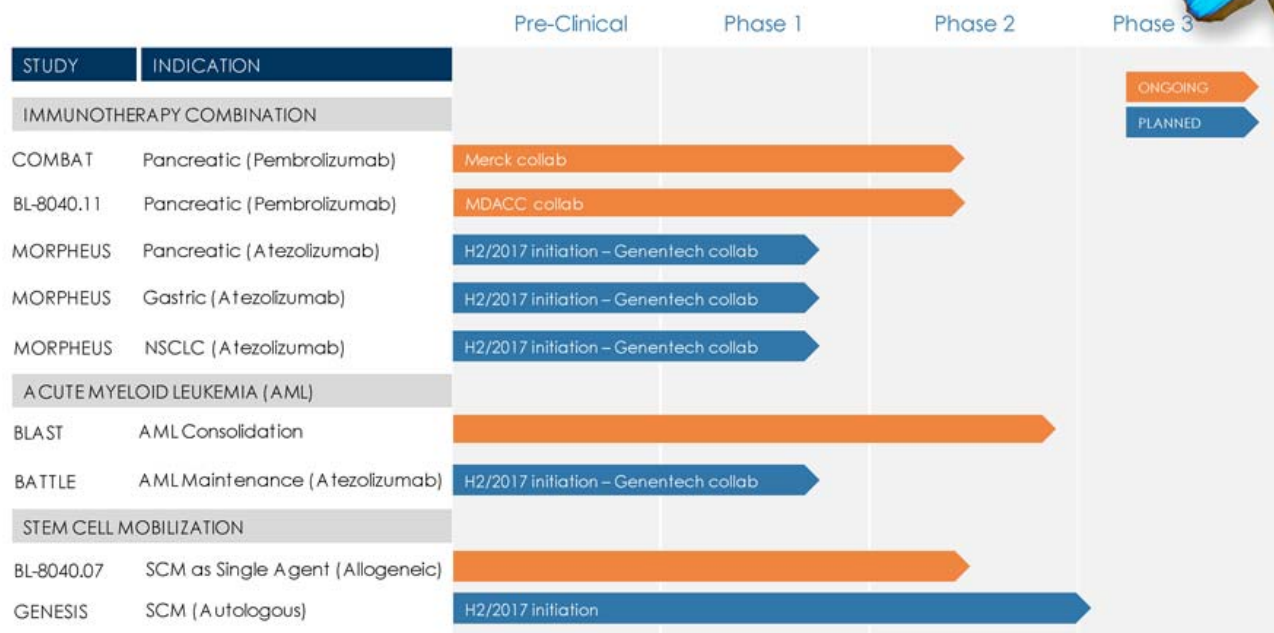 Pre-Clinical Phase 1 Phase 2 Phase 3
STUDY INDICATION
ONGOING
IMMUNOTHERAPY COMBINATION
PLANNED
COMBAT Pancreatic (Pembrolizumab) Merck collab
BL-8040.11 Pancreatic (Pembrolizumab) MDACC collab
MORPHEUS Pancreatic (Atezolizumab) H2/2017 initiation – Genentech collab
MORPHEUS Gastric (Atezolizumab) H2/2017 initiation – Genentech collab
MORPHEUS NSCLC (Atezolizumab) H2/2017 initiation – Genentech collab
ACUTE MYELOID LEUKEMIA (AML)
BLAST AML Consolidation
BATTLE AML Maintenance (Atezolizumab) H2/2017 initiation – Genentech collab
STEM CELL MOBILIZATION
BL-8040.07 SCM as Single Agent (Allogeneic)
GENESIS SCM (Autologous) H2/2017 initiation